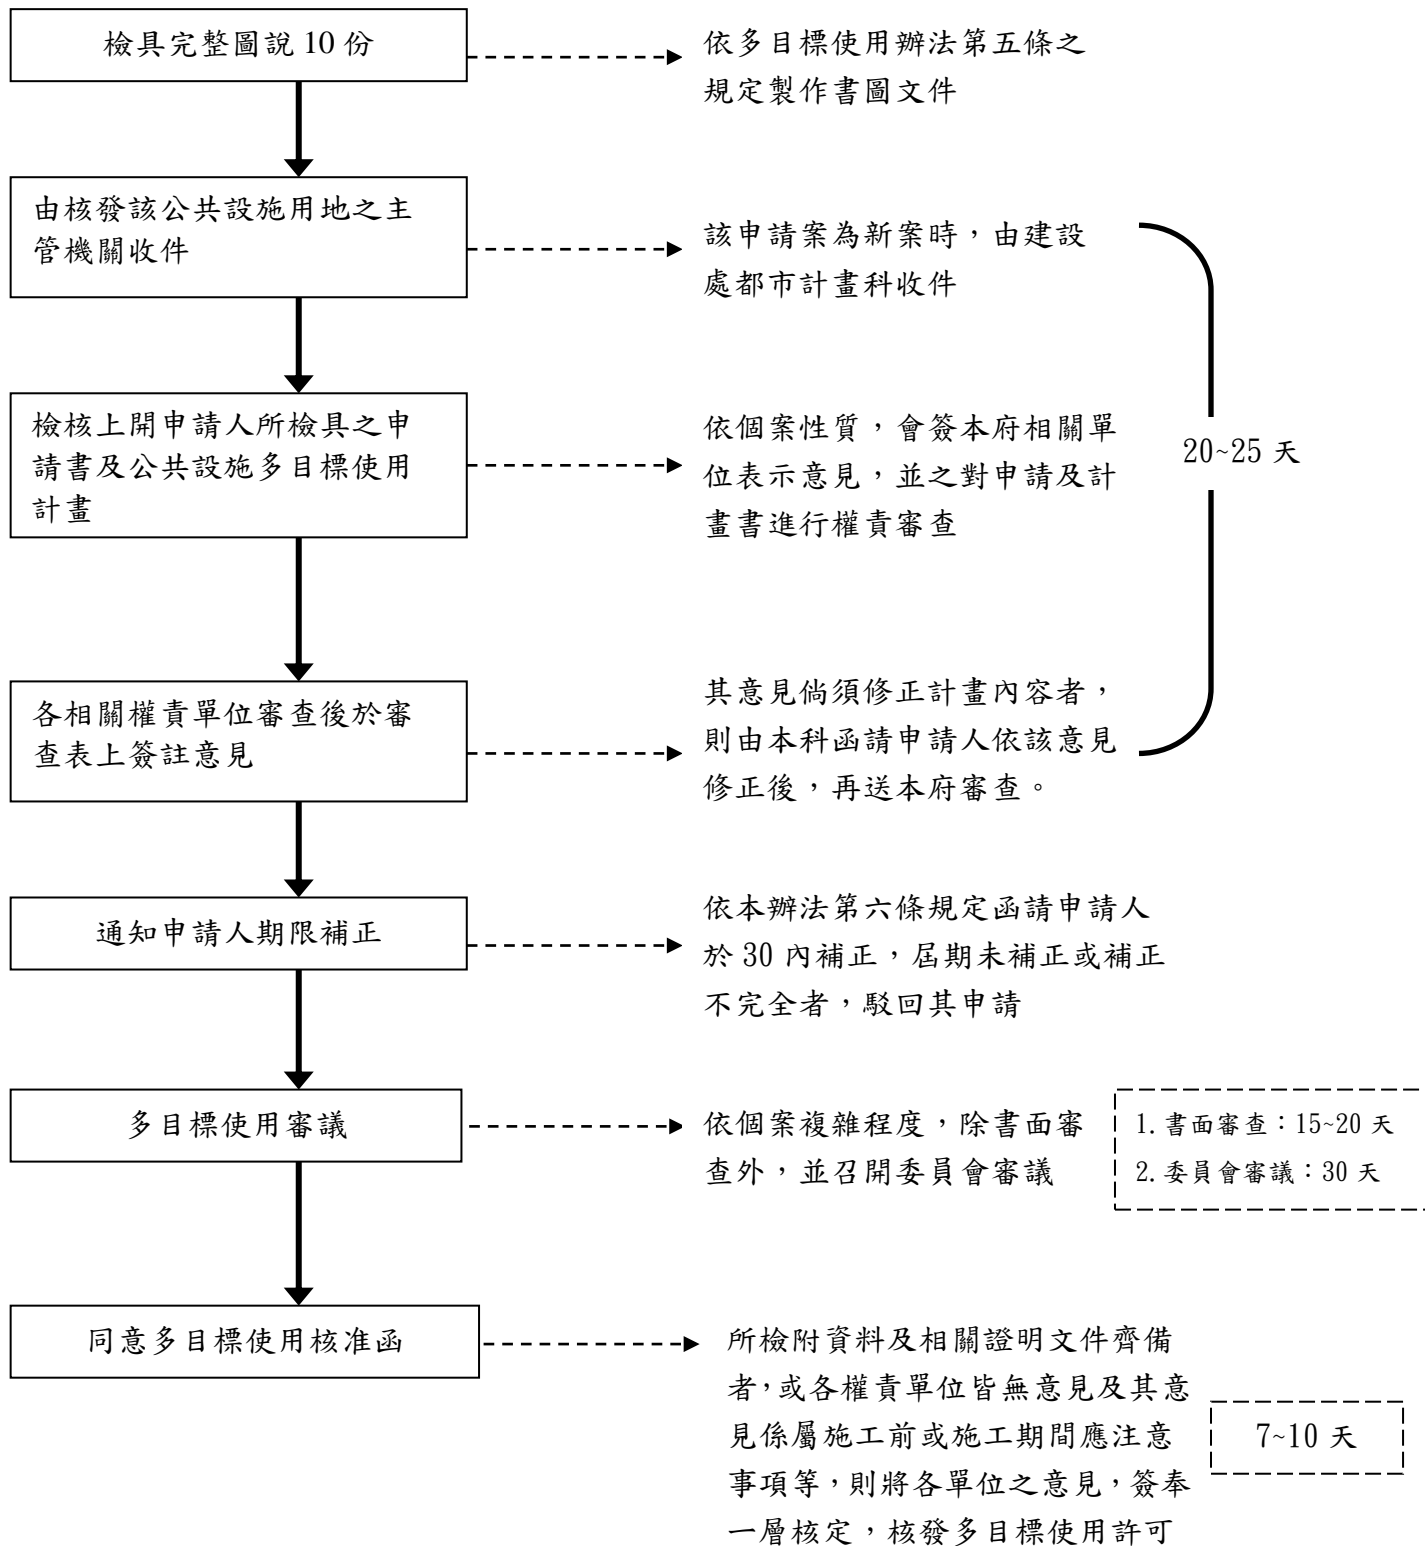 檢具完整圖說 10 份
依多目標使用辦法第五條之
規定製作書圖文件
由核發該公共設施用地之主
管機關收件
該申請案為新案時，由建設
處都市計畫科收件
檢核上開申請人所檢具之申
請書及公共設施多目標使用
計畫
依個案性質，會簽本府相關單
位表示意見，並之對申請及計
畫書進行權責審查
20~25 天
各相關權責單位審查後於審
查表上簽註意見
其意見倘須修正計畫內容者，
則由本科函請申請人依該意見
修正後，再送本府審查。
通知申請人期限補正
依本辦法第六條規定函請申請人
於 30 內補正，屆期未補正或補正
不完全者，駁回其申請
多目標使用審議
依個案複雜程度，除書面審
查外，並召開委員會審議
1. 書面審查：15~20 天
2. 委員會審議：30 天
同意多目標使用核准函
所檢附資料及相關證明文件齊備
者，或各權責單位皆無意見及其意
見係屬施工前或施工期間應注意
事項等，則將各單位之意見，簽奉
一層核定，核發多目標使用許可
7~10 天